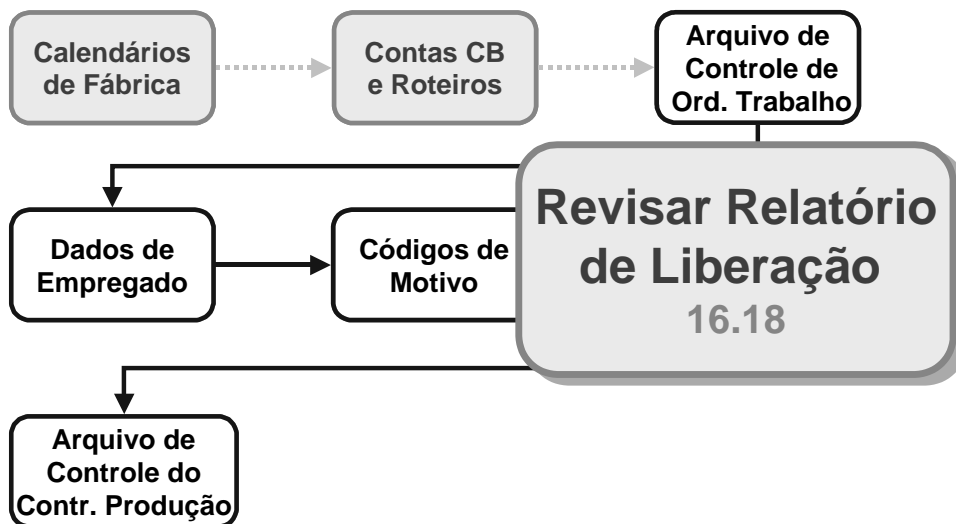 Calendários
de Fábrica
Contas CB
e Roteiros
Arquivo de
Controle de
Ord. Trabalho
Revisar Relatório
de Liberação
16.18
Dados de
Empregado
Códigos de
Motivo
Arquivo de
Controle do
Contr. Produção